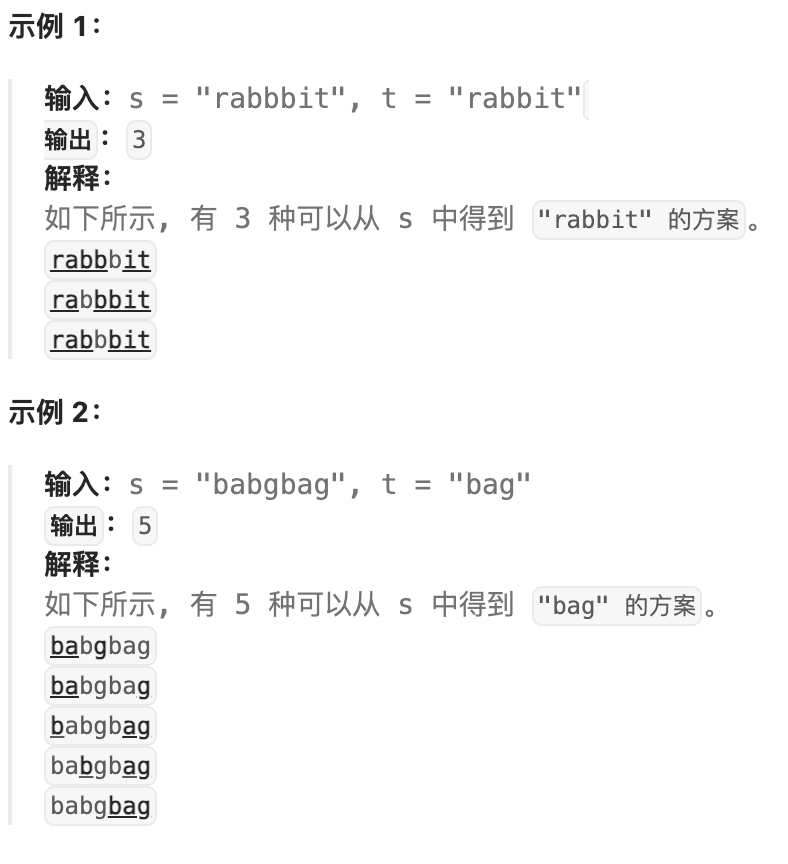 示例 1：
输入：s = "rabbbit", t = "rabbit"
输出：3
解释：
如下所示, 有 3 种可以从 s 中得到 "rabbit" 的方案。
rabbbit
rabbbit
rabbbit
示例 2：
输入：s = "babgbag", t = "bag"
输出：5
解释：
如下所示, 有 5 种可以从 s 中得到 "bag" 的方案。
babgbag
babgbag
babgbag
babgbag
babgbag